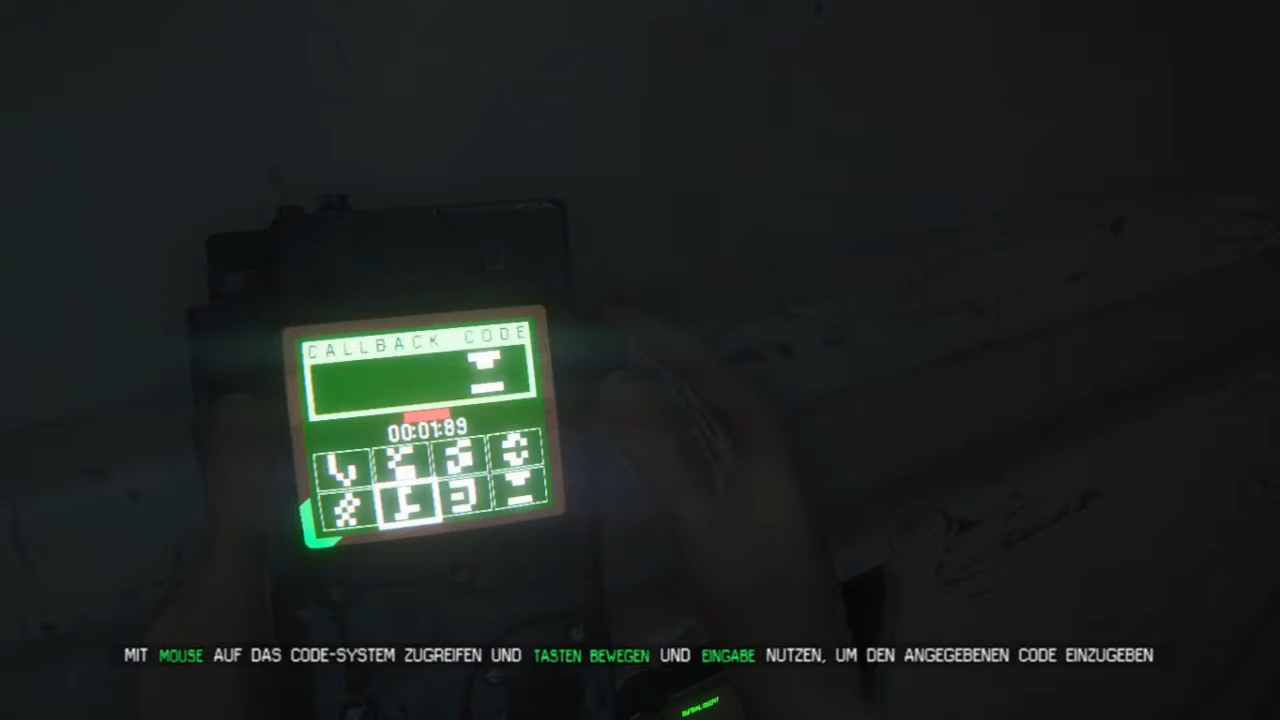 CALLBACK CODE
00:01:89
MIT MOUSE AUF DAS CODE-SYSTEM ZUGREIFEN UND TASTEN BEWEGEN UND EINGABE NUTZEN, UM DEN ANGEGEBENEN CODE EINZUGEBEN